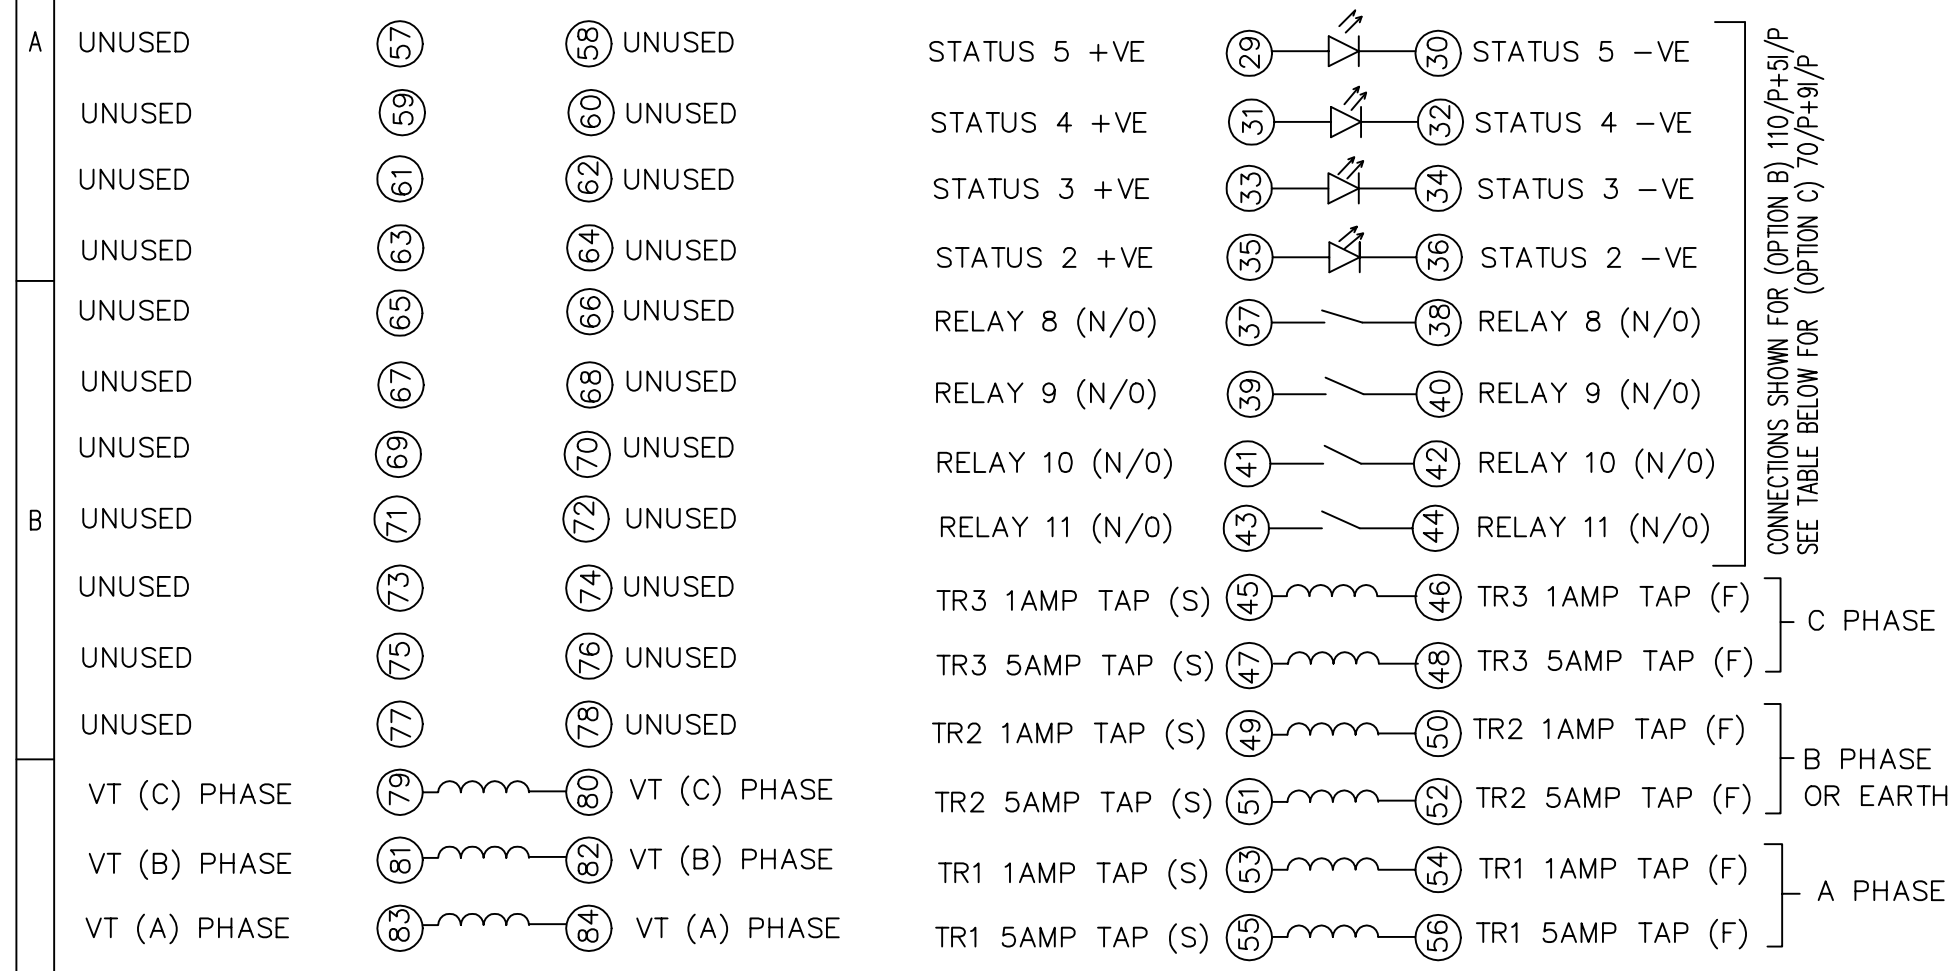 A UNUSED 57 58 UNUSED STATUS 5 +VE 29 30 STATUS 5 −VE
UNUSED 59 60 UNUSED STATUS 4 +VE 31 32 STATUS 4 −VE
UNUSED 61 62 UNUSED STATUS 3 +VE 33 34 STATUS 3 −VE
UNUSED 63 64 UNUSED STATUS 2 +VE 35 36 STATUS 2 −VE
UNUSED 65 66 UNUSED RELAY 8 (N/O) 37 38 RELAY 8 (N/O)
UNUSED 67 68 UNUSED RELAY 9 (N/O) 39 40 RELAY 9 (N/O)
UNUSED 69 70 UNUSED RELAY 10 (N/O) 41 42 RELAY 10 (N/O)
B UNUSED 71 72 UNUSED RELAY 11 (N/O) 43 44 RELAY 11 (N/O)
CONNECTIONS SHOWN FOR (OPTION B) 11O/P+5I/P
SEE TABLE BELOW FOR (OPTION C) 7O/P+9I/P
UNUSED 73 74 UNUSED TR3 1AMP TAP (S) 45 46 TR3 1AMP TAP (F)
C PHASE
UNUSED 75 76 UNUSED TR3 5AMP TAP (S) 47 48 TR3 5AMP TAP (F)
UNUSED 77 78 UNUSED TR2 1AMP TAP (S) 49 50 TR2 1AMP TAP (F)
B PHASE
OR EARTH
VT (C) PHASE 79 80 VT (C) PHASE TR2 5AMP TAP (S) 51 52 TR2 5AMP TAP (F)
VT (B) PHASE 81 82 VT (B) PHASE TR1 1AMP TAP (S) 53 54 TR1 1AMP TAP (F)
A PHASE
VT (A) PHASE 83 84 VT (A) PHASE TR1 5AMP TAP (S) 55 56 TR1 5AMP TAP (F)